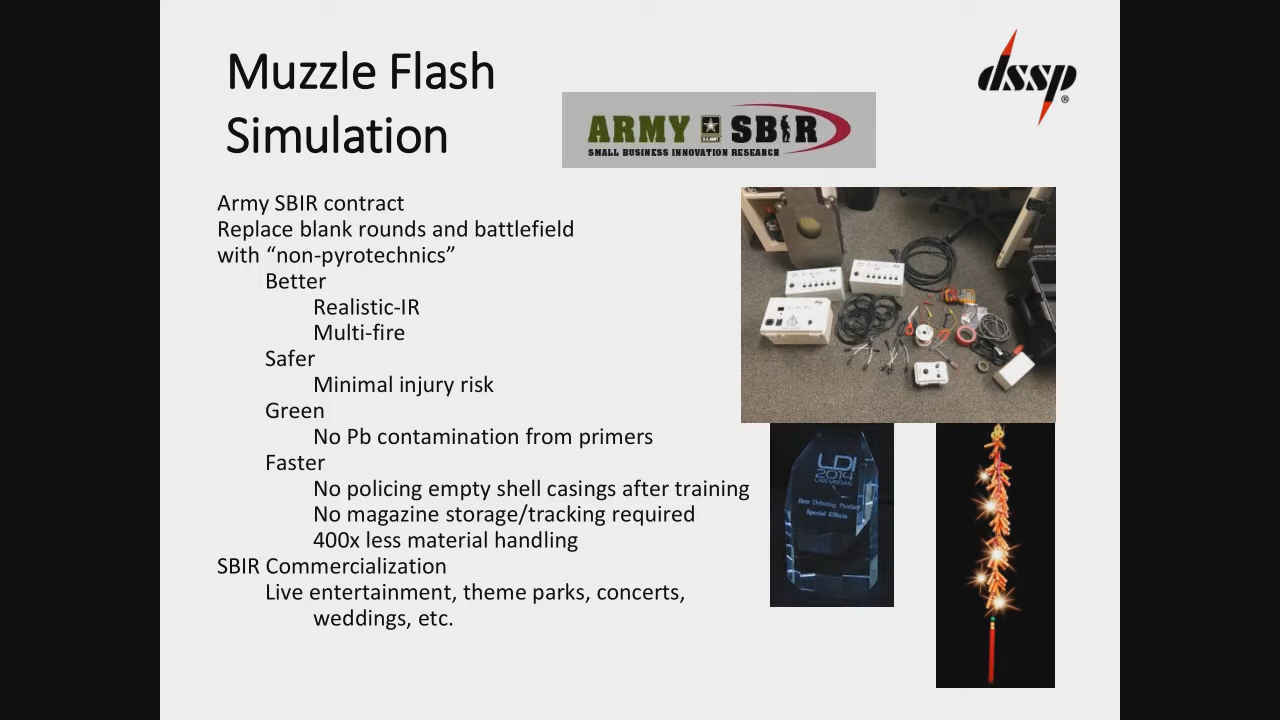 Muzzle Flash
Simulation
dssp®
ARMY SBIR
SMALL BUSINESS INNOVATION RESEARCH
Army SBIR contract
Replace blank rounds and battlefield
with “non-pyrotechnics”
Better
Realistic-IR
Multi-fire
Safer
Minimal injury risk
Green
No Pb contamination from primers
Faster
No policing empty shell casings after training
No magazine storage/tracking required
400x less material handling
SBIR Commercialization
Live entertainment, theme parks, concerts,
weddings, etc.
LDI
2014
LAS VEGAS
Best Debuting Product
Special Effects